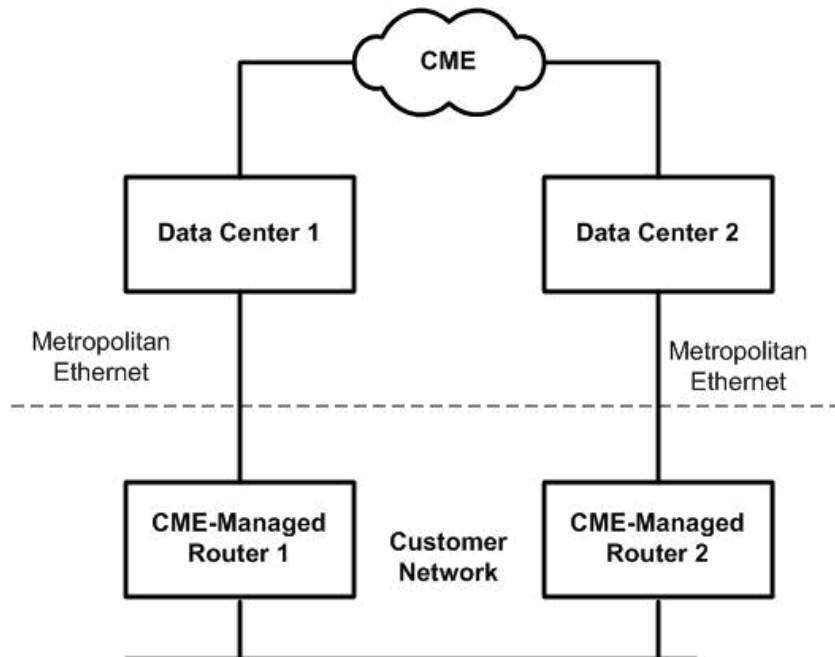 CME
Data Center 1
Data Center 2
Metropolitan
Ethernet
Metropolitan
Ethernet
CME-Managed
Router 1
Customer
Network
CME-Managed
Router 2